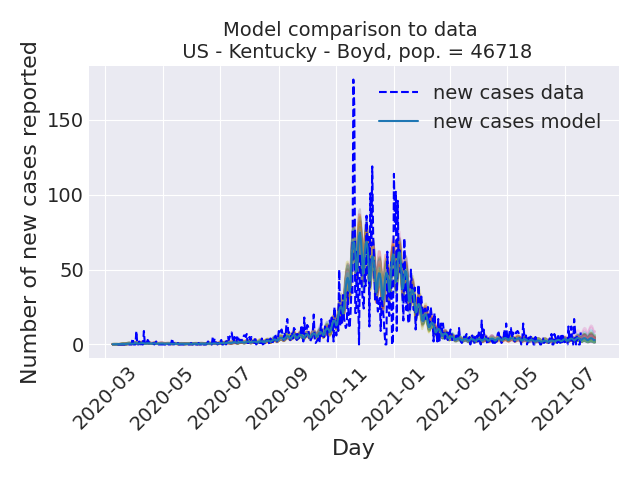 Model comparison to data
US - Kentucky - Boyd, pop. = 46718
Number of new cases reported
150
100
50
0
new cases data
new cases model
2020-03
2020-05
2020-07
2020-09
2020-11
2021-01
2021-03
2021-05
2021-07
Day